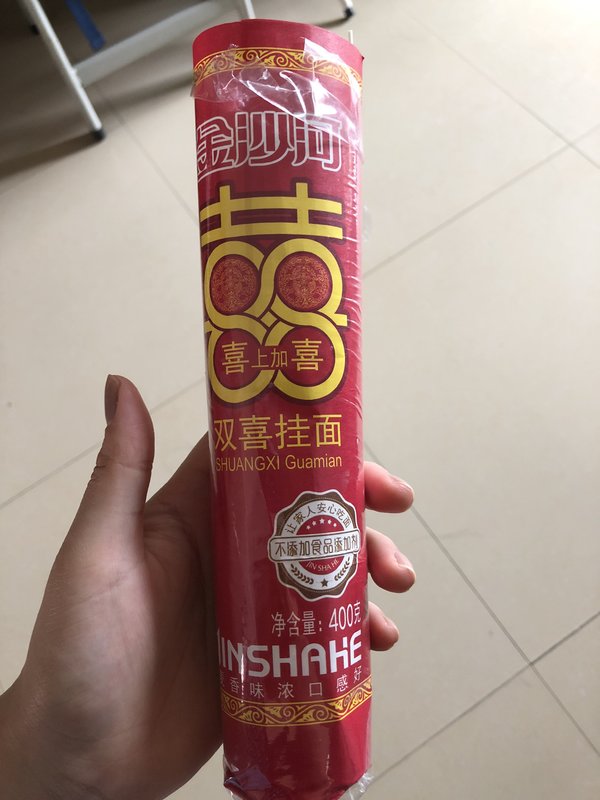 金沙河
喜上加喜
双喜挂面
SHUANGXI Guamian
让家人安心吃面
不添加食品添加剂
JIN SHA HE
净含量：400克
JINSHAHE
香味浓口感好